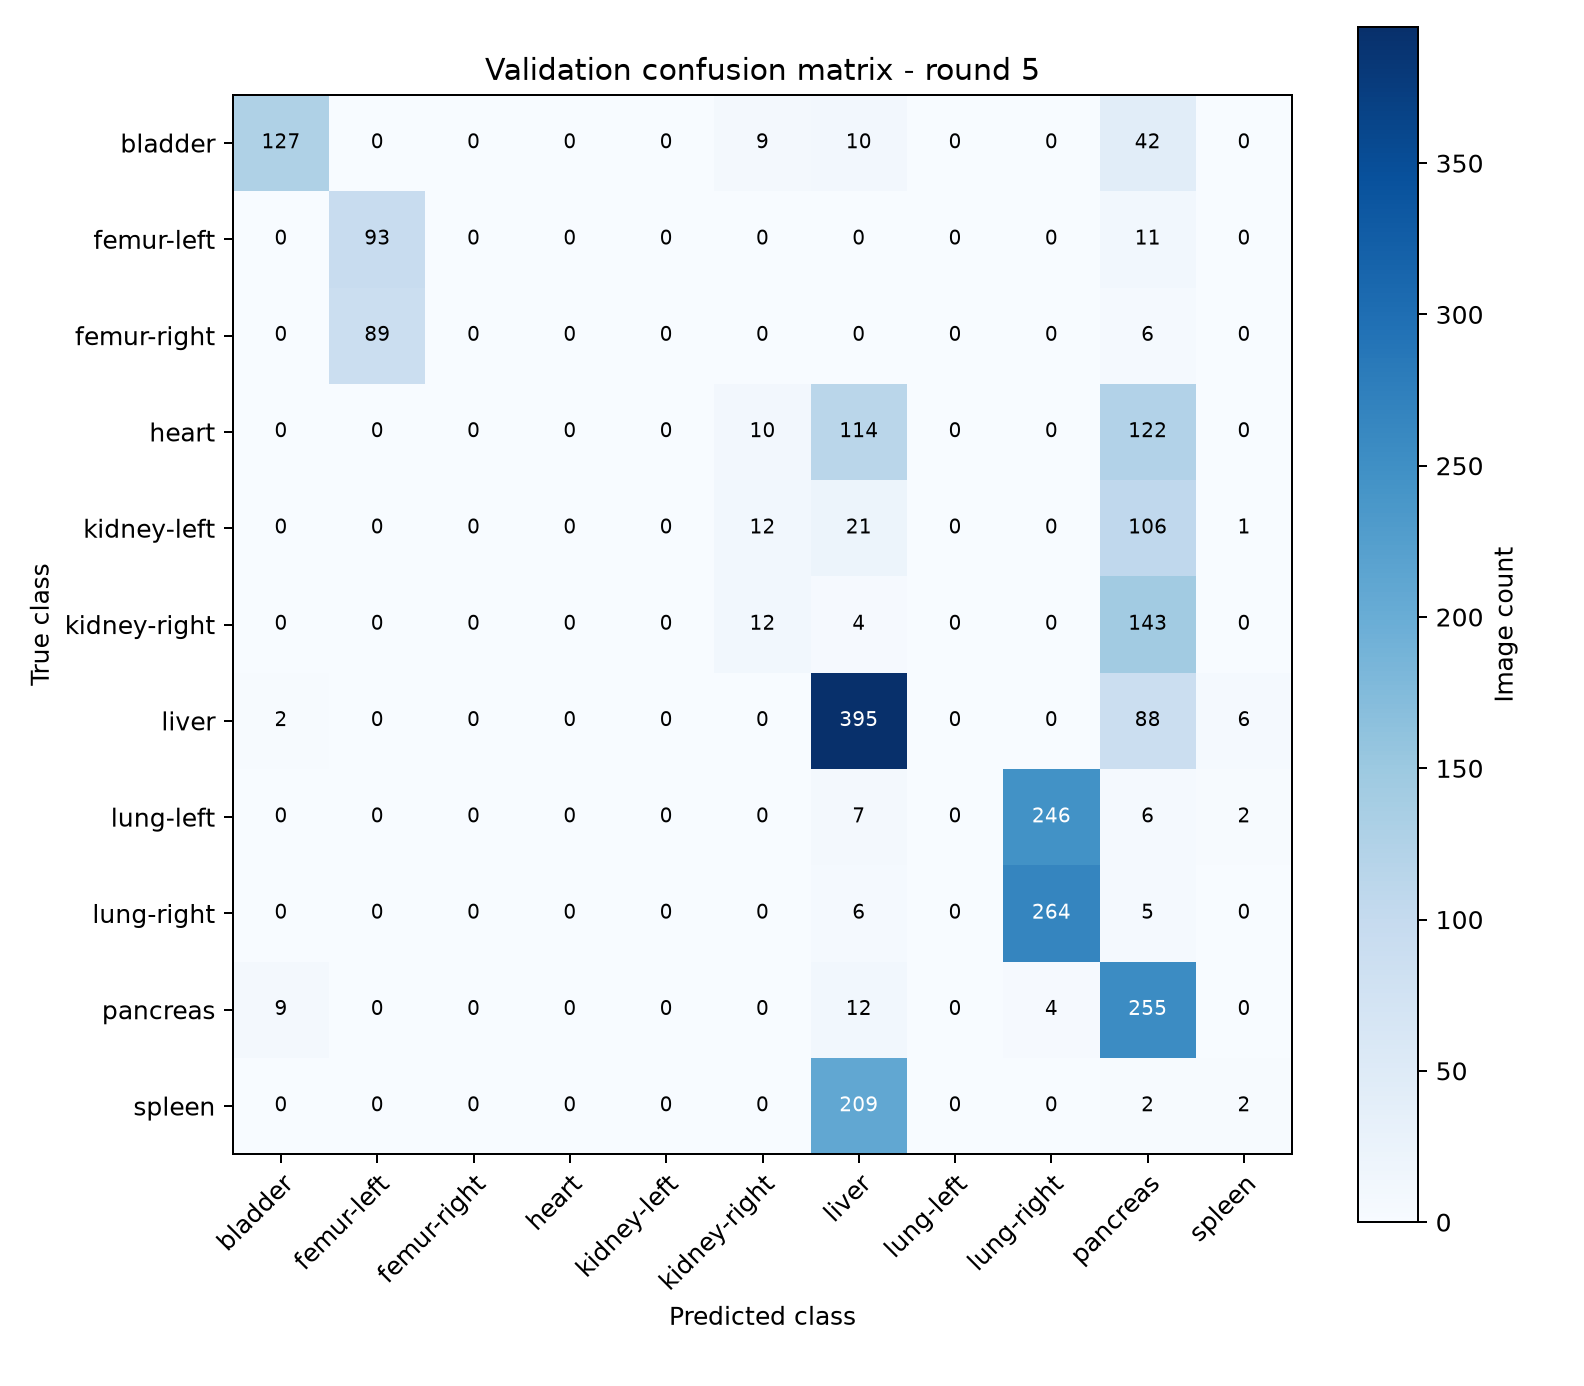 Validation confusion matrix - round 5
bladder 127 0 0 0 0 9 10 0 0 42 0
femur-left 0 93 0 0 0 0 0 0 0 11 0
femur-right 0 89 0 0 0 0 0 0 0 6 0
heart 0 0 0 0 0 10 114 0 0 122 0
kidney-left 0 0 0 0 0 12 21 0 0 106 1
kidney-right 0 0 0 0 0 12 4 0 0 143 0
liver 2 0 0 0 0 0 395 0 0 88 6
lung-left 0 0 0 0 0 0 7 0 246 6 2
lung-right 0 0 0 0 0 0 6 0 264 5 0
pancreas 9 0 0 0 0 0 12 0 4 255 0
spleen 0 0 0 0 0 0 209 0 0 2 2
True class
bladder femur-left femur-right heart kidney-left kidney-right liver lung-left lung-right pancreas spleen
Predicted class
350
300
250
200
150
100
50
0
Image count